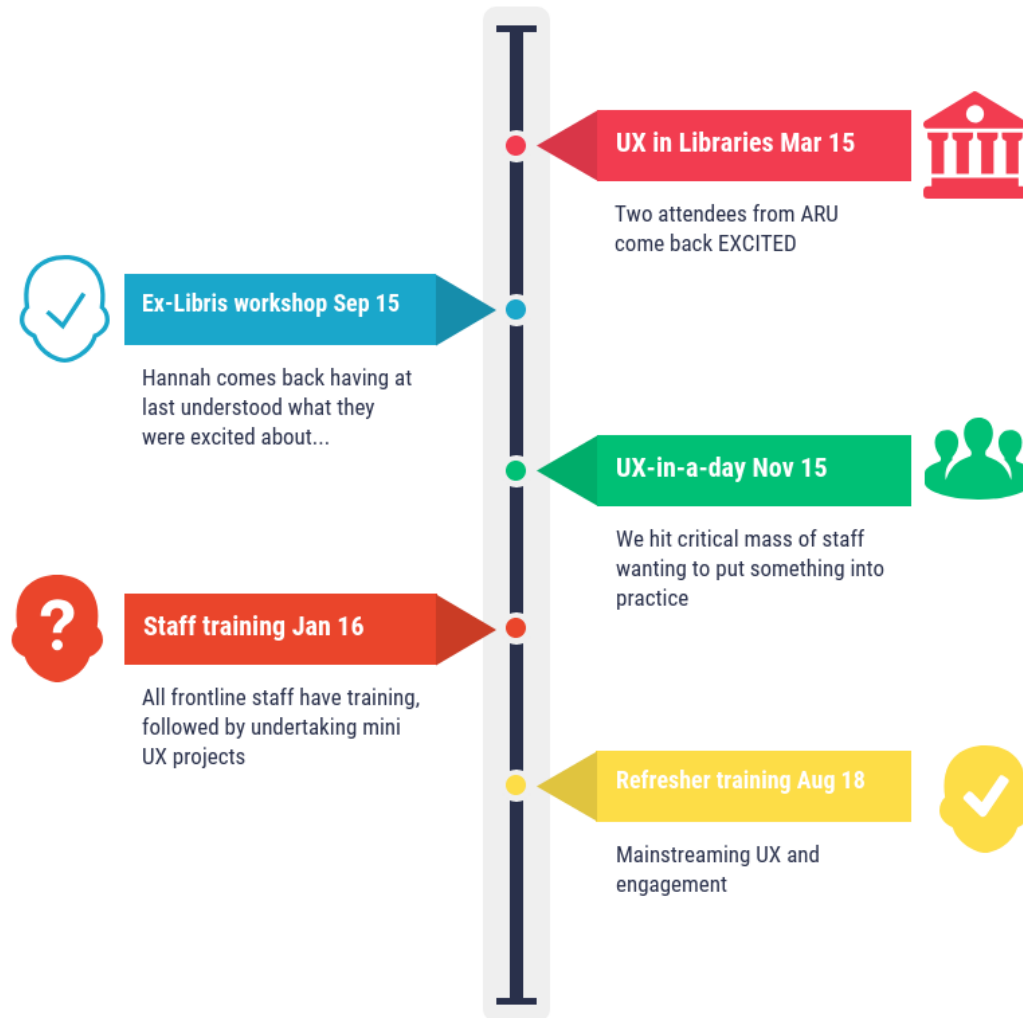 UX in Libraries Mar 15
Two attendees from ARU
come back EXCITED
Ex-Libris workshop Sep 15
Hannah comes back having at
last understood what they
were excited about...
UX-in-a-day Nov 15
We hit critical mass of staff
wanting to put something into
practice
?
Staff training Jan 16
All frontline staff have training,
followed by undertaking mini
UX projects
Refresher training Aug 18
Mainstreaming UX and
engagement